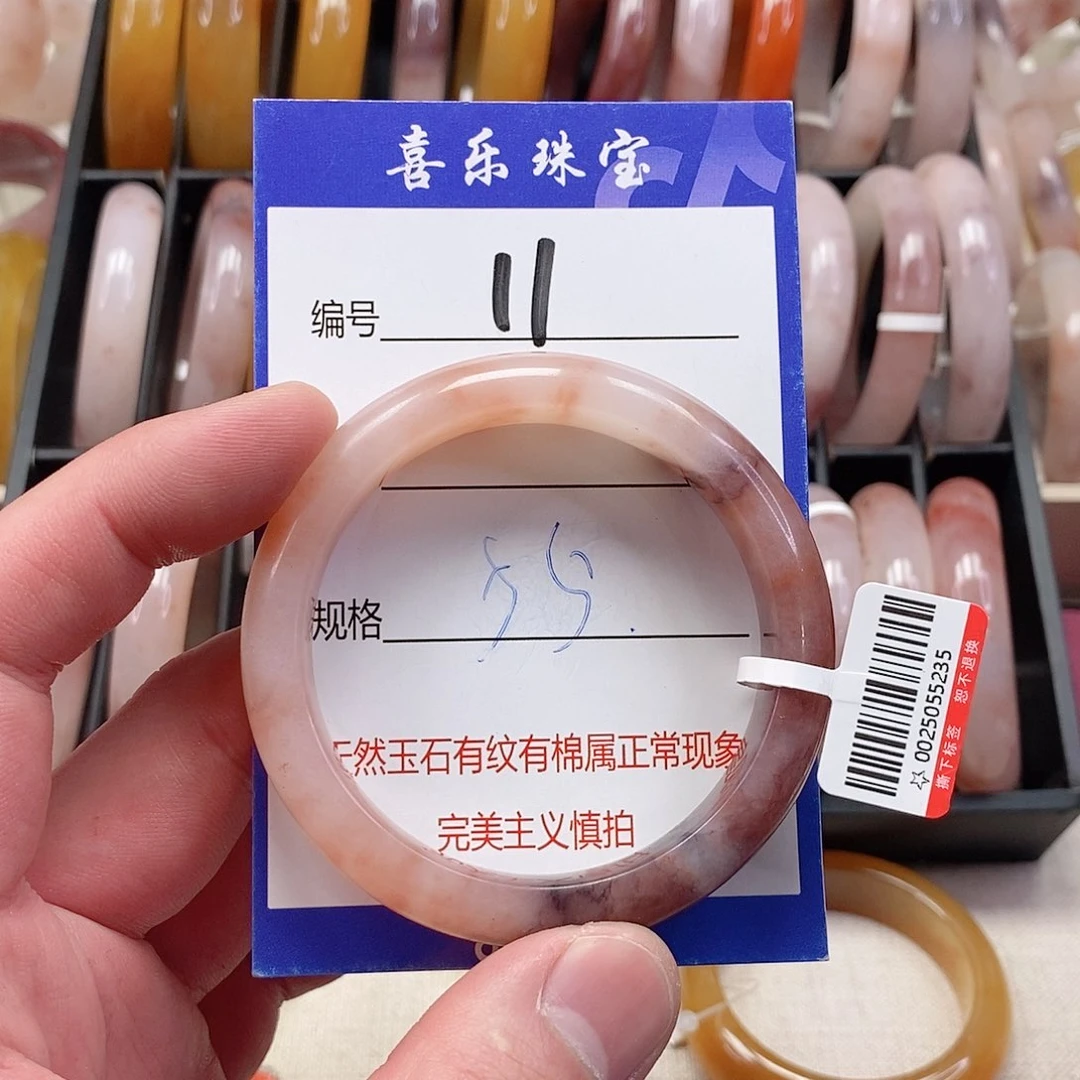 喜乐珠宝
编号 11
规格 55.
天然玉石有纹有棉属正常现象
完美主义慎拍
0025055235
撕下标签 恕不退换